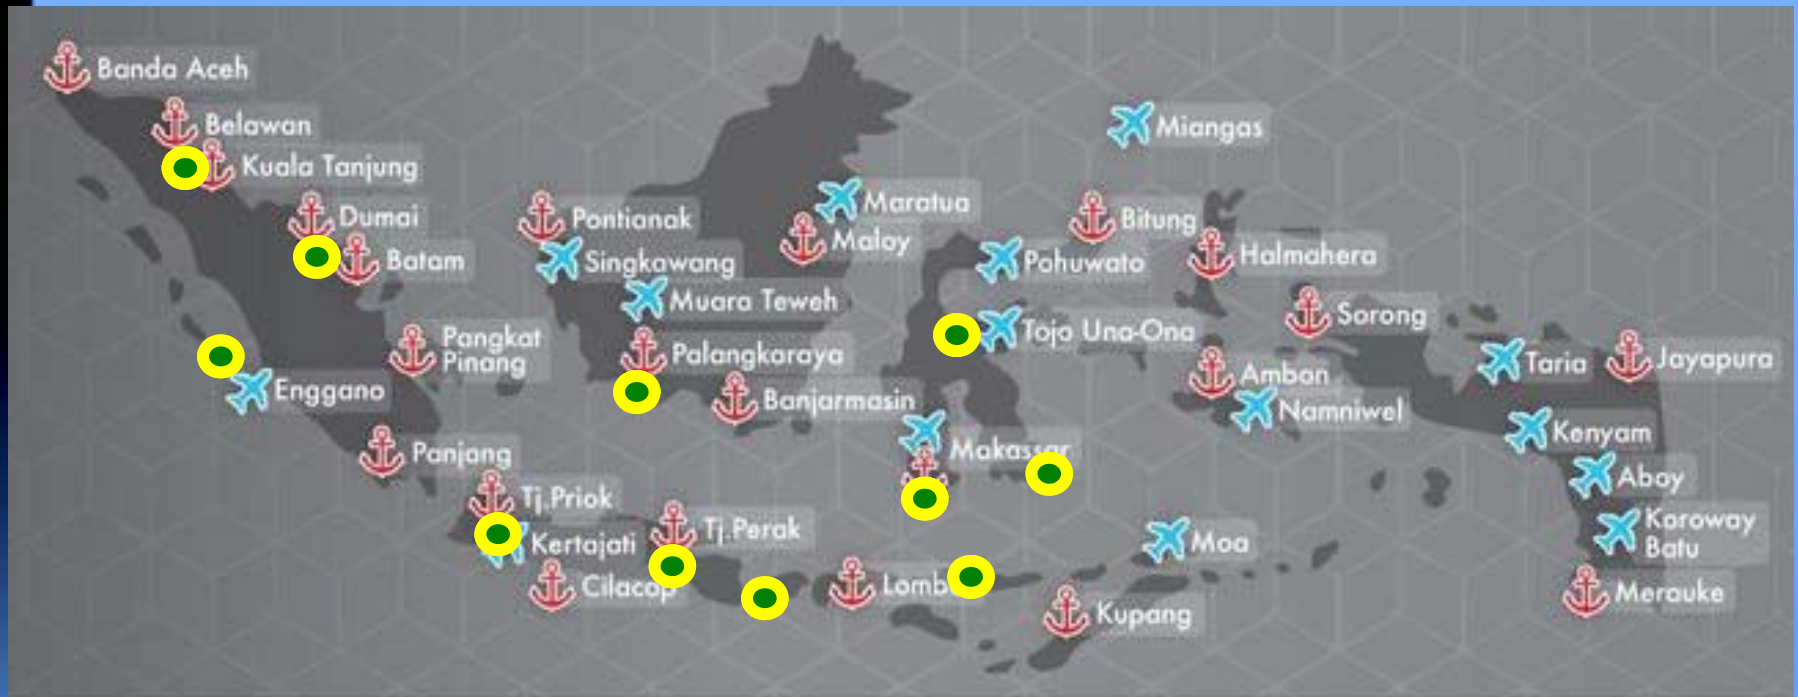 Banda Aceh
Belawan
Kuala Tanjung
Miangas
Maratua
Dumai
Pontianak
Bitung
Maloy
Halmahera
Batam
Singkawang
Pohuwato
Muara Teweh
Sorong
Tojo Una-Una
Pangkat
Pinang
Palangkaraya
Taria
Jayapura
Ambon
Enggano
Banjarmasin
Namniwel
Kenyam
Panjang
Makassar
Aboy
Tj.Priok
Koroway
Batu
Tj.Perak
Kertajati
Moa
Cilacap
Merauke
Kupang